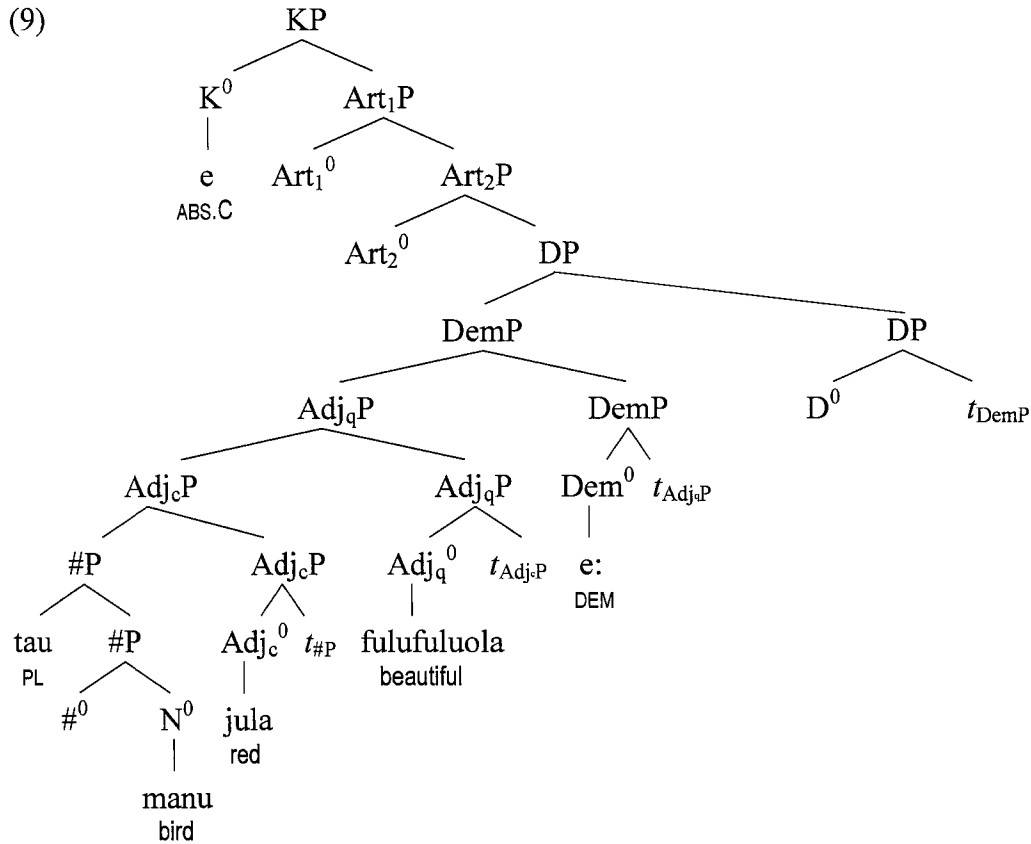 (9) KP
K⁰ Art₁P
e Art₁⁰ Art₂P
ABS.C
Art₂⁰ DP
DemP DP
AdjqP DemP D⁰ tDemP
AdjcP AdjqP Dem⁰ tAdjqP
#P AdjcP Adjq⁰ tAdjcP e:
DEM
tau #P Adjc⁰ t#P fulufuluola
PL beautiful
#⁰ N⁰ jula
red
manu
bird